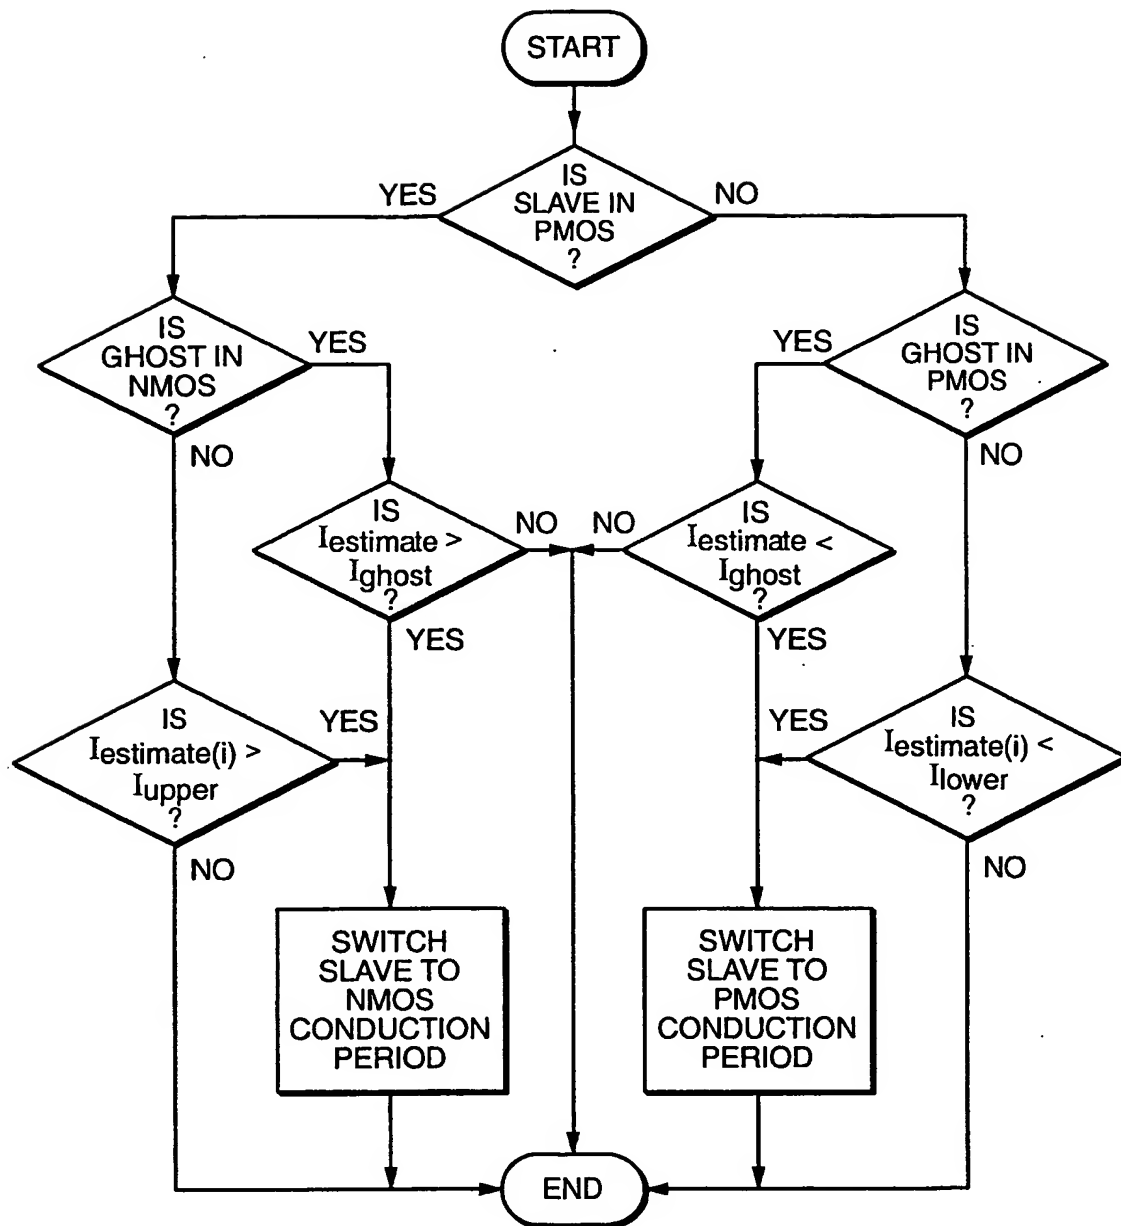 START
IS
SLAVE IN
PMOS
?
YES
NO
IS
GHOST IN
NMOS
?
YES
NO
IS
GHOST IN
PMOS
?
YES
NO
IS
Iestimate >
Ighost
?
NO
YES
IS
Iestimate <
Ighost
?
NO
YES
IS
Iestimate(i) >
Iupper
?
YES
NO
IS
Iestimate(i) <
Ilower
?
YES
NO
SWITCH
SLAVE TO
NMOS
CONDUCTION
PERIOD
SWITCH
SLAVE TO
PMOS
CONDUCTION
PERIOD
END